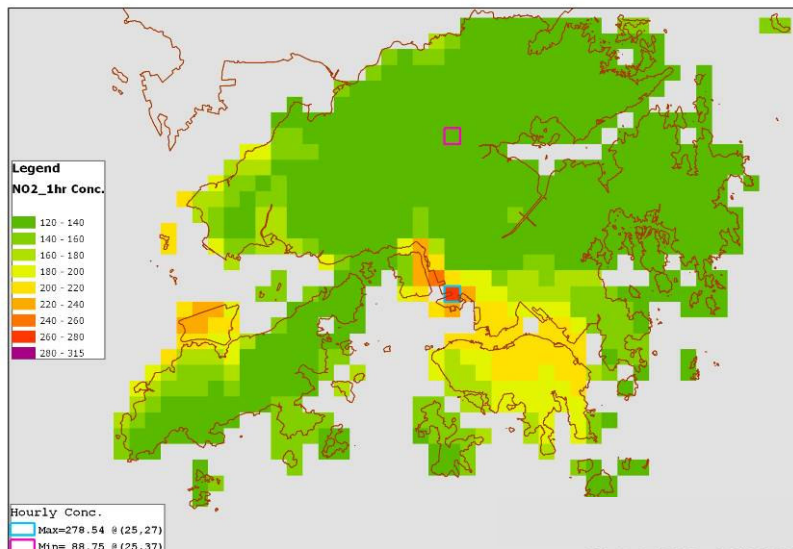 Legend
NO2_1hr Conc.
120 - 140
140 - 160
160 - 180
180 - 200
200 - 220
220 - 240
240 - 260
260 - 280
280 - 315
Hourly Conc.
Max=278.54 @(25,27)
Min= 88.75 @(25,37)